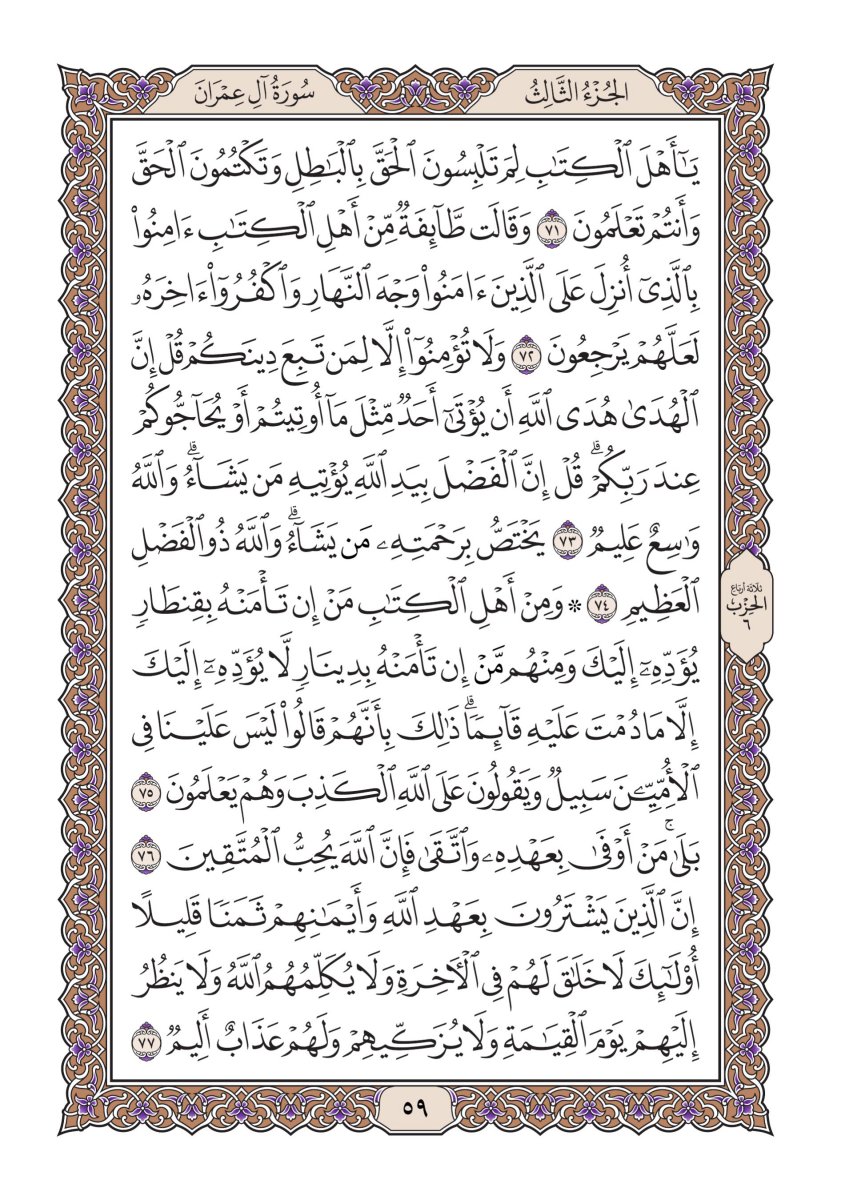 الجُزْءُ الثَّالِثُ
سُورَةُ آلِ عِمْرَانَ
يَـٰٓأَهْلَ ٱلْكِتَـٰبِ لِمَ تَلْبِسُونَ ٱلْحَقَّ بِٱلْبَـٰطِلِ وَتَكْتُمُونَ ٱلْحَقَّ
وَأَنتُمْ تَعْلَمُونَ ٧١ وَقَالَت طَّآئِفَةٌ مِّنْ أَهْلِ ٱلْكِتَـٰبِ ءَامِنُوا۟
بِٱلَّذِىٓ أُنزِلَ عَلَى ٱلَّذِينَ ءَامَنُوا۟ وَجْهَ ٱلنَّهَارِ وَٱكْفُرُوٓا۟ ءَاخِرَهُۥ
لَعَلَّهُمْ يَرْجِعُونَ ٧٢ وَلَا تُؤْمِنُوٓا۟ إِلَّا لِمَن تَبِعَ دِينَكُمْ قُلْ إِنَّ
ٱلْهُدَىٰ هُدَى ٱللَّهِ أَن يُؤْتَىٰٓ أَحَدٌ مِّثْلَ مَآ أُوتِيتُمْ أَوْ يُحَآجُّوكُمْ
عِندَ رَبِّكُمْ ۗ قُلْ إِنَّ ٱلْفَضْلَ بِيَدِ ٱللَّهِ يُؤْتِيهِ مَن يَشَآءُ ۗ وَٱللَّهُ
وَٰسِعٌ عَلِيمٌ ٧٣ يَخْتَصُّ بِرَحْمَتِهِۦ مَن يَشَآءُ ۗ وَٱللَّهُ ذُو ٱلْفَضْلِ
ٱلْعَظِيمِ ٧٤ ۞ وَمِنْ أَهْلِ ٱلْكِتَـٰبِ مَنْ إِن تَأْمَنْهُ بِقِنطَارٍ
يُؤَدِّهِۦٓ إِلَيْكَ وَمِنْهُم مَّنْ إِن تَأْمَنْهُ بِدِينَارٍ لَّا يُؤَدِّهِۦٓ إِلَيْكَ
إِلَّا مَا دُمْتَ عَلَيْهِ قَآئِمًا ۗ ذَٰلِكَ بِأَنَّهُمْ قَالُوا۟ لَيْسَ عَلَيْنَا فِى
ٱلْأُمِّيِّـۧنَ سَبِيلٌ وَيَقُولُونَ عَلَى ٱللَّهِ ٱلْكَذِبَ وَهُمْ يَعْلَمُونَ ٧٥
بَلَىٰ ۚ مَنْ أَوْفَىٰ بِعَهْدِهِۦ وَٱتَّقَىٰ فَإِنَّ ٱللَّهَ يُحِبُّ ٱلْمُتَّقِينَ ٧٦
إِنَّ ٱلَّذِينَ يَشْتَرُونَ بِعَهْدِ ٱللَّهِ وَأَيْمَـٰنِهِمْ ثَمَنًا قَلِيلًا
أُو۟لَـٰٓئِكَ لَا خَلَـٰقَ لَهُمْ فِى ٱلْـَٔاخِرَةِ وَلَا يُكَلِّمُهُمُ ٱللَّهُ وَلَا يَنظُرُ
إِلَيْهِمْ يَوْمَ ٱلْقِيَـٰمَةِ وَلَا يُزَكِّيهِمْ وَلَهُمْ عَذَابٌ أَلِيمٌ ٧٧
ثلاثة أرباع
الحِزْب
٦
٥٩